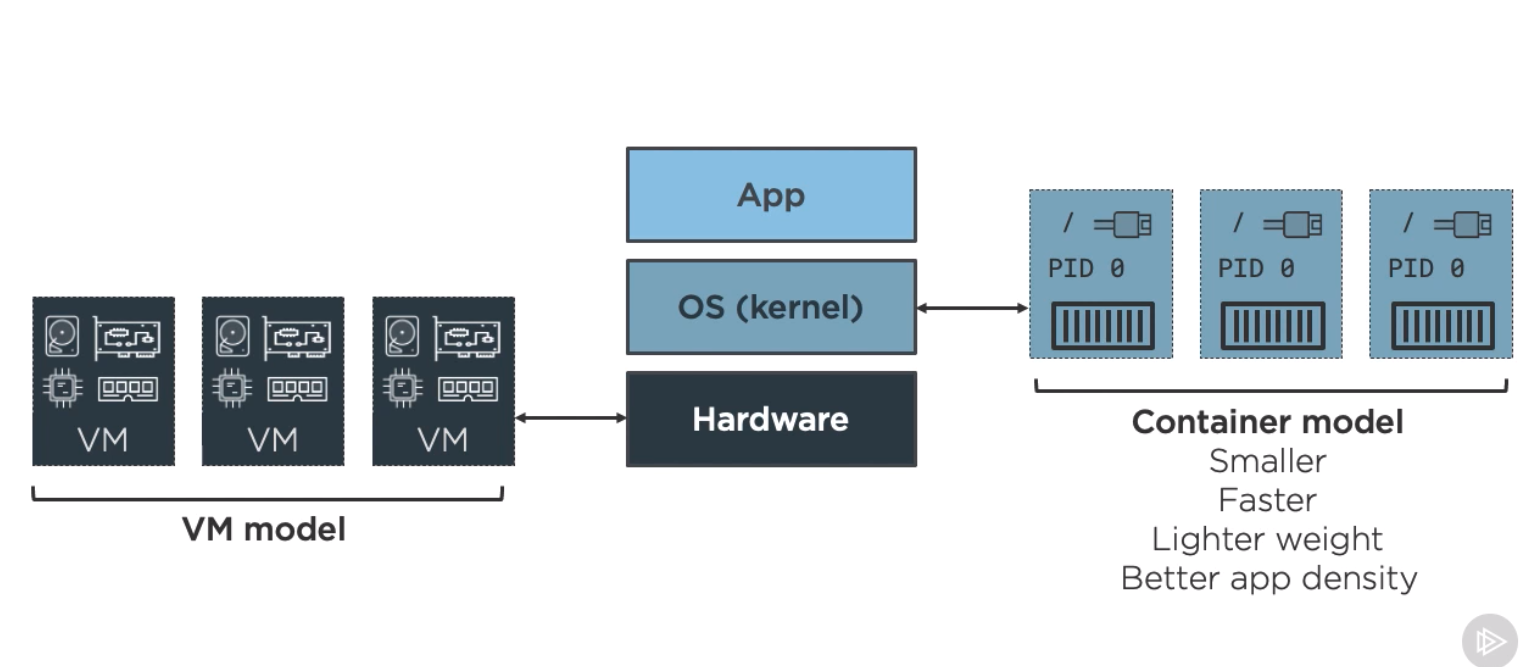 App
OS (kernel)
Hardware
VM
VM
VM
VM model
/
PID 0
/
PID 0
/
PID 0
Container model
Smaller
Faster
Lighter weight
Better app density